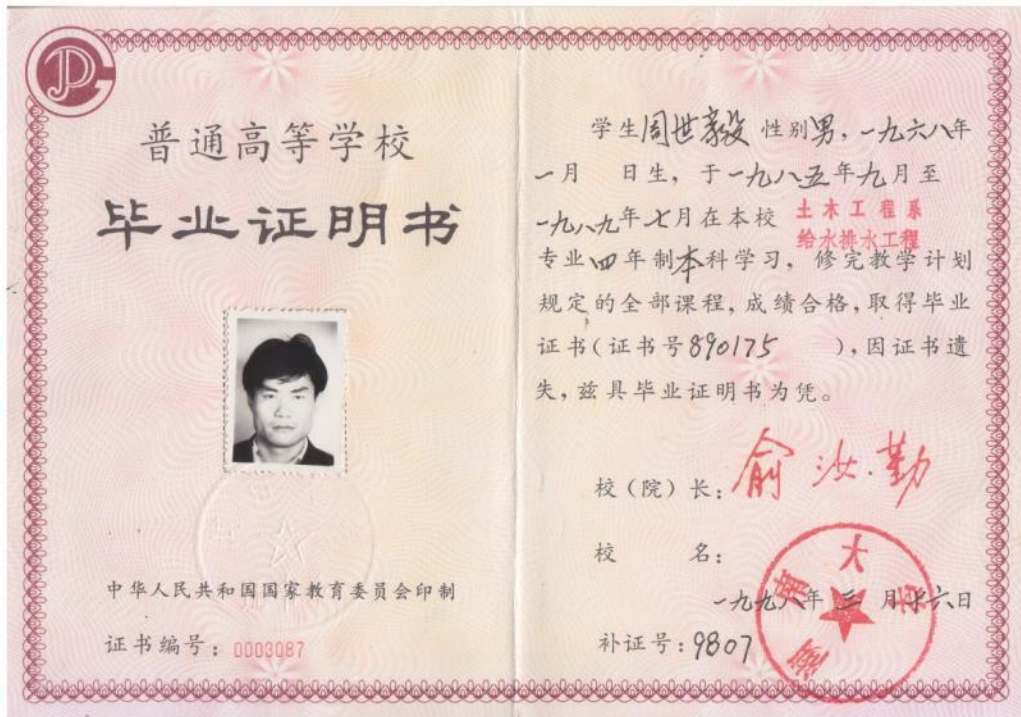 普通高等学校
毕业证明书
中华人民共和国国家教育委员会印制
证书编号：0003087
学生周世毅 性别男，一九六八年
一月 日生，于一九八五年九月至
一九八九年七月在本校 土木工程系
给水排水工程
专业四年制本科学习，修完教学计划
规定的全部课程，成绩合格，取得毕业
证书(证书号890175 )，因证书遗
失，兹具毕业证明书为凭。
校（院）长：俞汝勤
校 名：
湖南大学
一九九八年三月十六日
补证号：9807